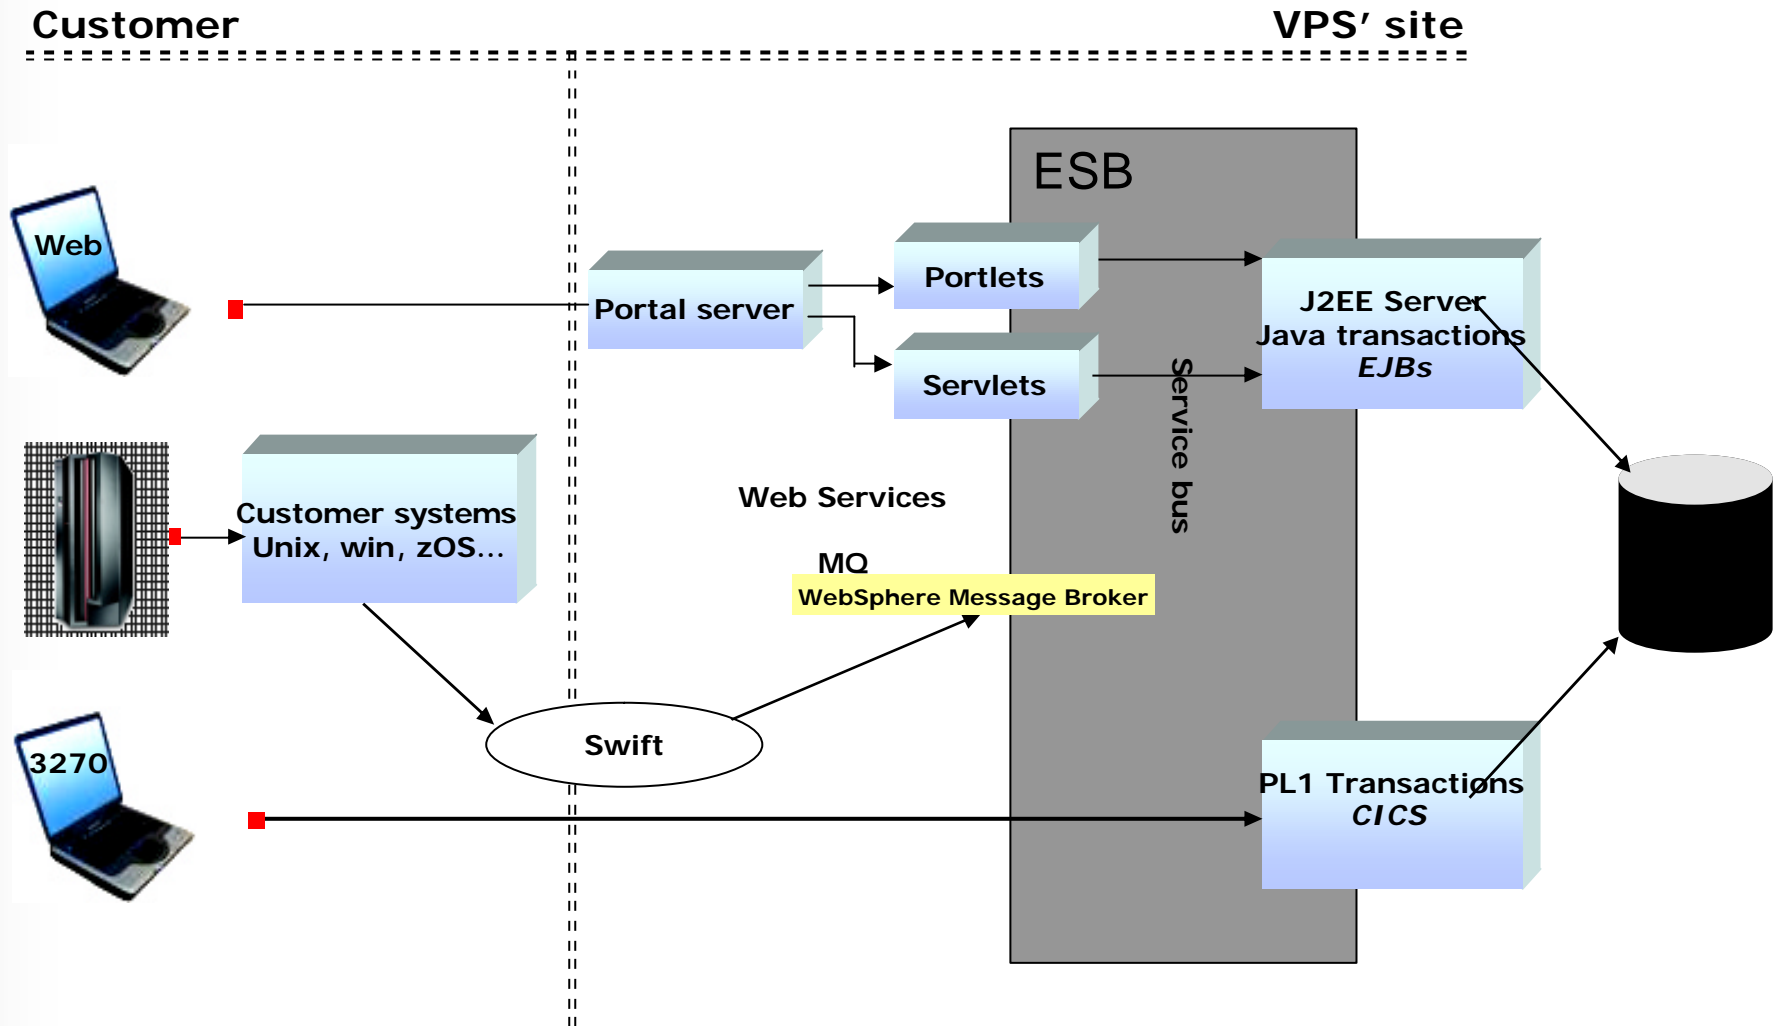 Customer
VPS’ site
ESB
Web
Portlets
Portal server
J2EE Server
Java transactions
EJBs
Servlets
Service bus
Customer systems
Unix, win, zOS...
Web Services
MQ
WebSphere Message Broker
Swift
3270
PL1 Transactions
CICS